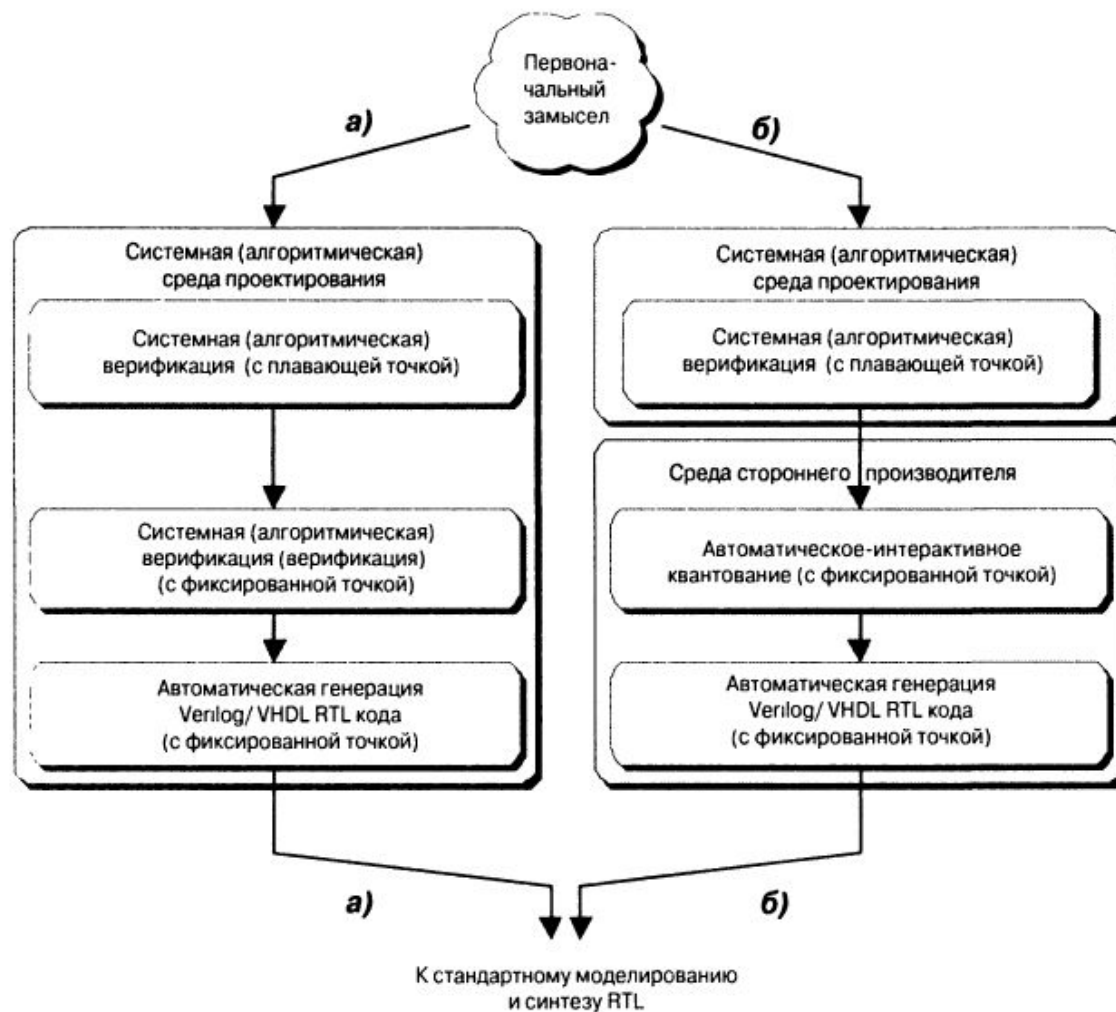 Первона-
чальный
замысел
а)
б)
Системная (алгоритмическая)
среда проектирования
Системная (алгоритмическая)
верификация (с плавающей точкой)
Системная (алгоритмическая)
верификация (верификация)
(с фиксированной точкой)
Автоматическая генерация
Verilog/ VHDL RTL кода
(с фиксированной точкой)
Системная (алгоритмическая)
среда проектирования
Системная (алгоритмическая)
верификация (с плавающей точкой)
Среда стороннего производителя
Автоматическое-интерактивное
квантование (с фиксированной точкой)
Автоматическая генерация
Verilog/ VHDL RTL кода
(с фиксированной точкой)
а)
б)
К стандартному моделированию
и синтезу RTL